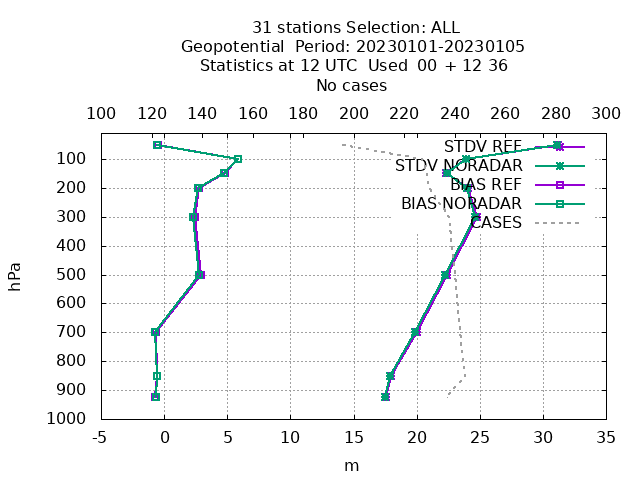 31 stations Selection: ALL
Geopotential  Period: 20230101-20230105
Statistics at 12 UTC  Used  00 + 12 36
No cases
100 120 140 160 180 200 220 240 260 280 300
STDV REF
STDV NORADAR
BIAS REF
BIAS NORADAR
CASES
100
200
300
400
500
600
700
800
900
1000
hPa
-5 0 5 10 15 20 25 30 35
m